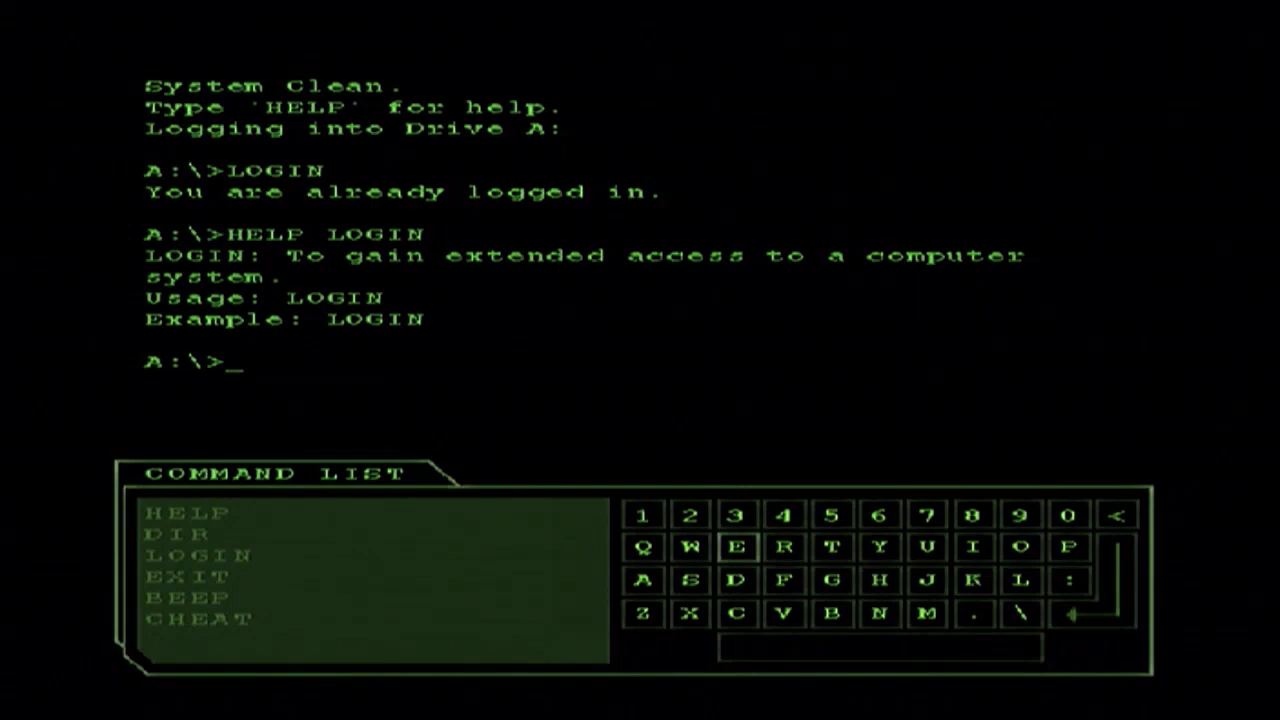 System Clean.
Type 'HELP' for help.
Logging into Drive A:
A:\>LOGIN
You are already logged in.
A:\>HELP LOGIN
LOGIN: To gain extended access to a computer
system.
Usage: LOGIN
Example: LOGIN
A:\>_
COMMAND LIST
HELP
DIR
LOGIN
EXIT
BEEP
CHEAT
1 2 3 4 5 6 7 8 9 0 <
Q W E R T Y U I O P
A S D F G H J K L :
Z X C V B N M . \